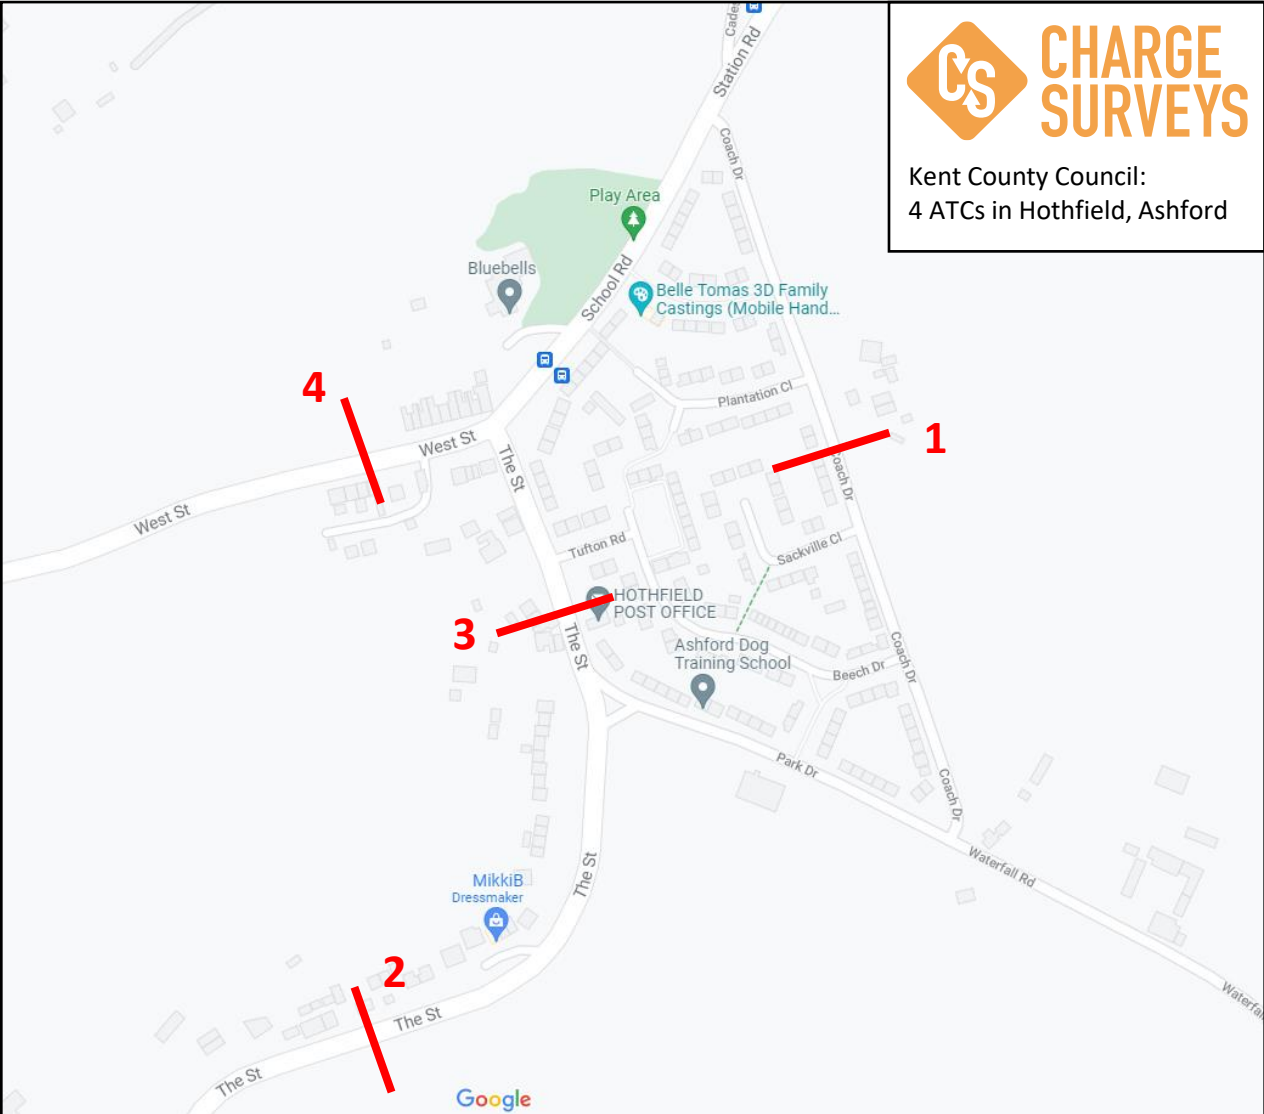 CS
CHARGE
SURVEYS
Kent County Council:
4 ATCs in Hothfield, Ashford
Station Rd
Coach Dr
Play Area
School Rd
Bluebells
Belle Tomas 3D Family
Castings (Mobile Hand...
4
Plantation Cl
1
West St
The St
Coach Dr
West St
Tufton Rd
Sackville Cl
HOTHFIELD
POST OFFICE
3
The St
Ashford Dog
Training School
Beech Dr
Coach Dr
Park Dr
Coach Dr
Waterfall Rd
The St
MikkiB
Dressmaker
2
The St
The St
Google